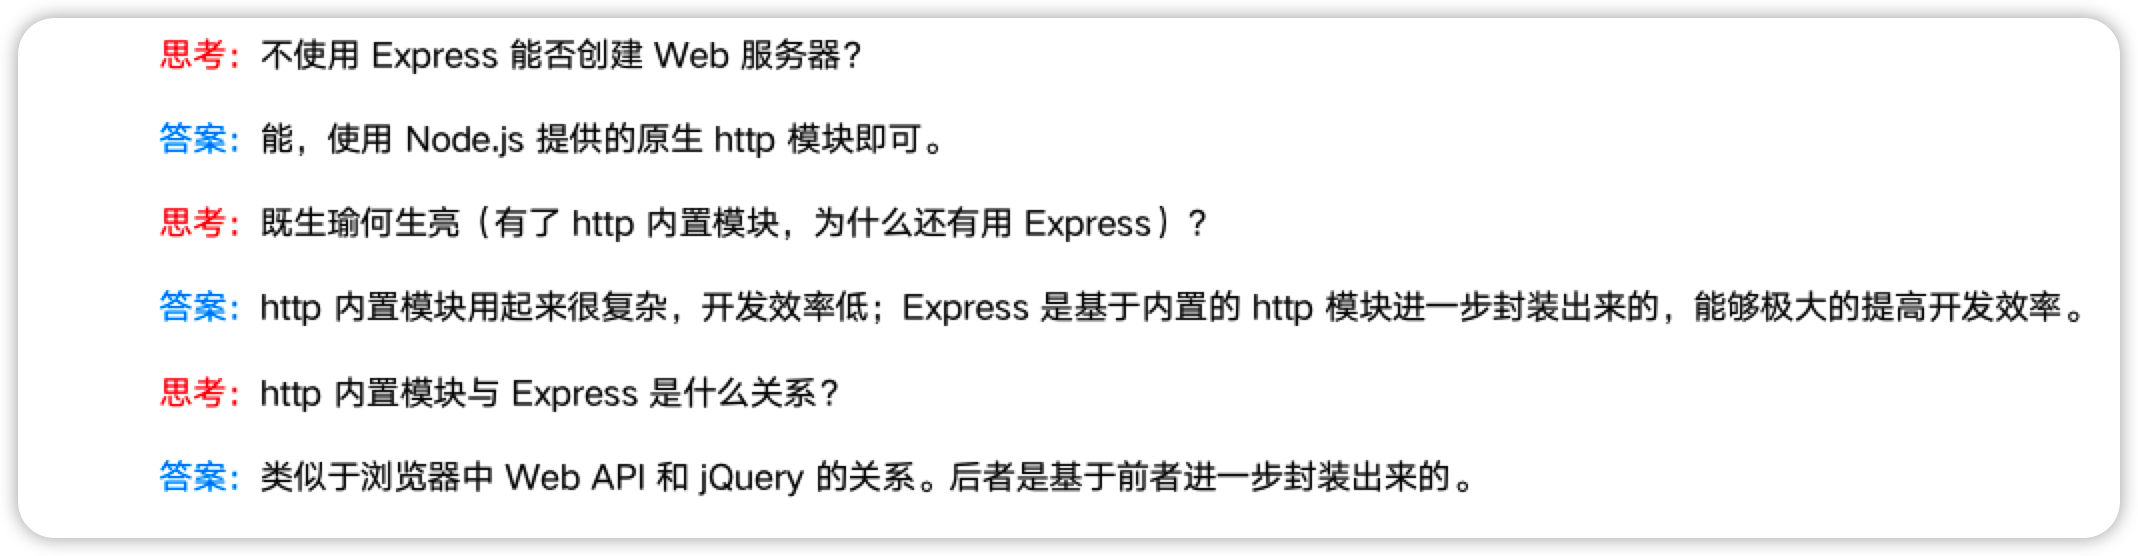 思考：不使用 Express 能否创建 Web 服务器？
答案：能，使用 Node.js 提供的原生 http 模块即可。
思考：既生瑜何生亮（有了 http 内置模块，为什么还有用 Express）？
答案：http 内置模块用起来很复杂，开发效率低；Express 是基于内置的 http 模块进一步封装出来的，能够极大的提高开发效率。
思考：http 内置模块与 Express 是什么关系？
答案：类似于浏览器中 Web API 和 jQuery 的关系。后者是基于前者进一步封装出来的。